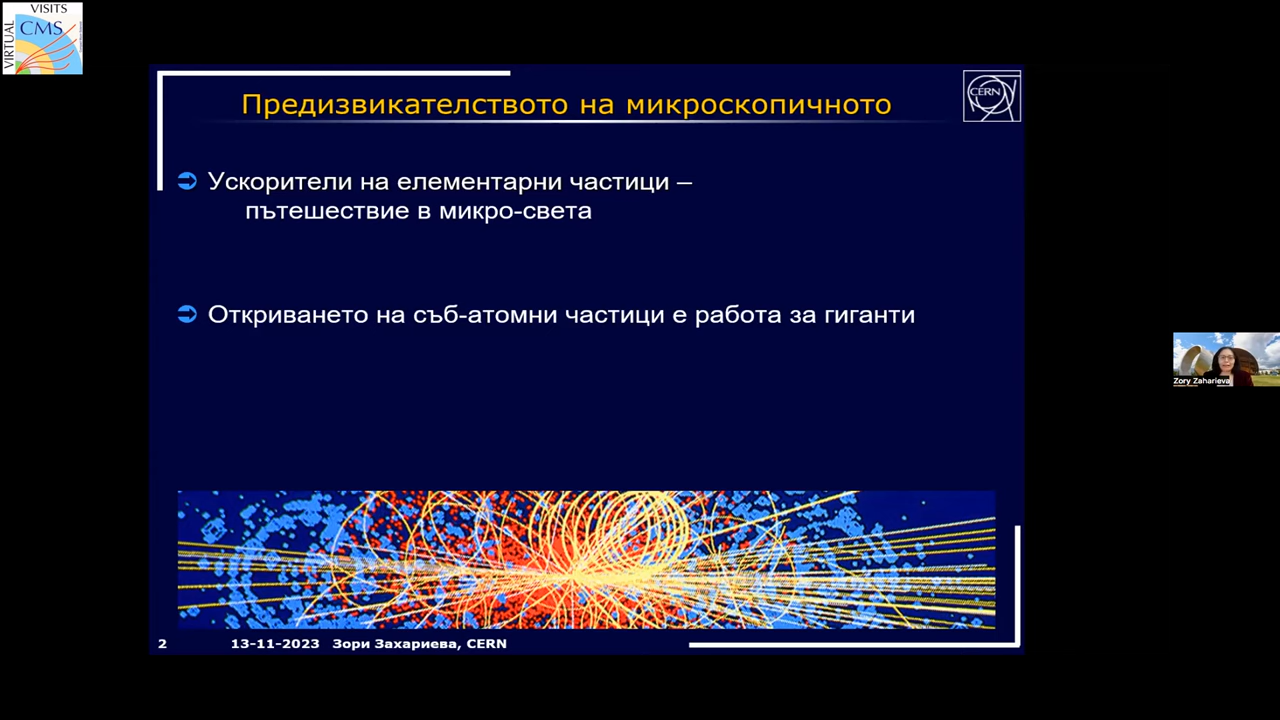 VISITS
CMS
VIRTUAL
Предизвикателството на микроскопичното
CERN
Ускорители на елементарни частици –
пътешествие в микро-света
Откриването на съб-атомни частици е работа за гиганти
Zory Zaharieva
2 13-11-2023 Зори Захариева, CERN